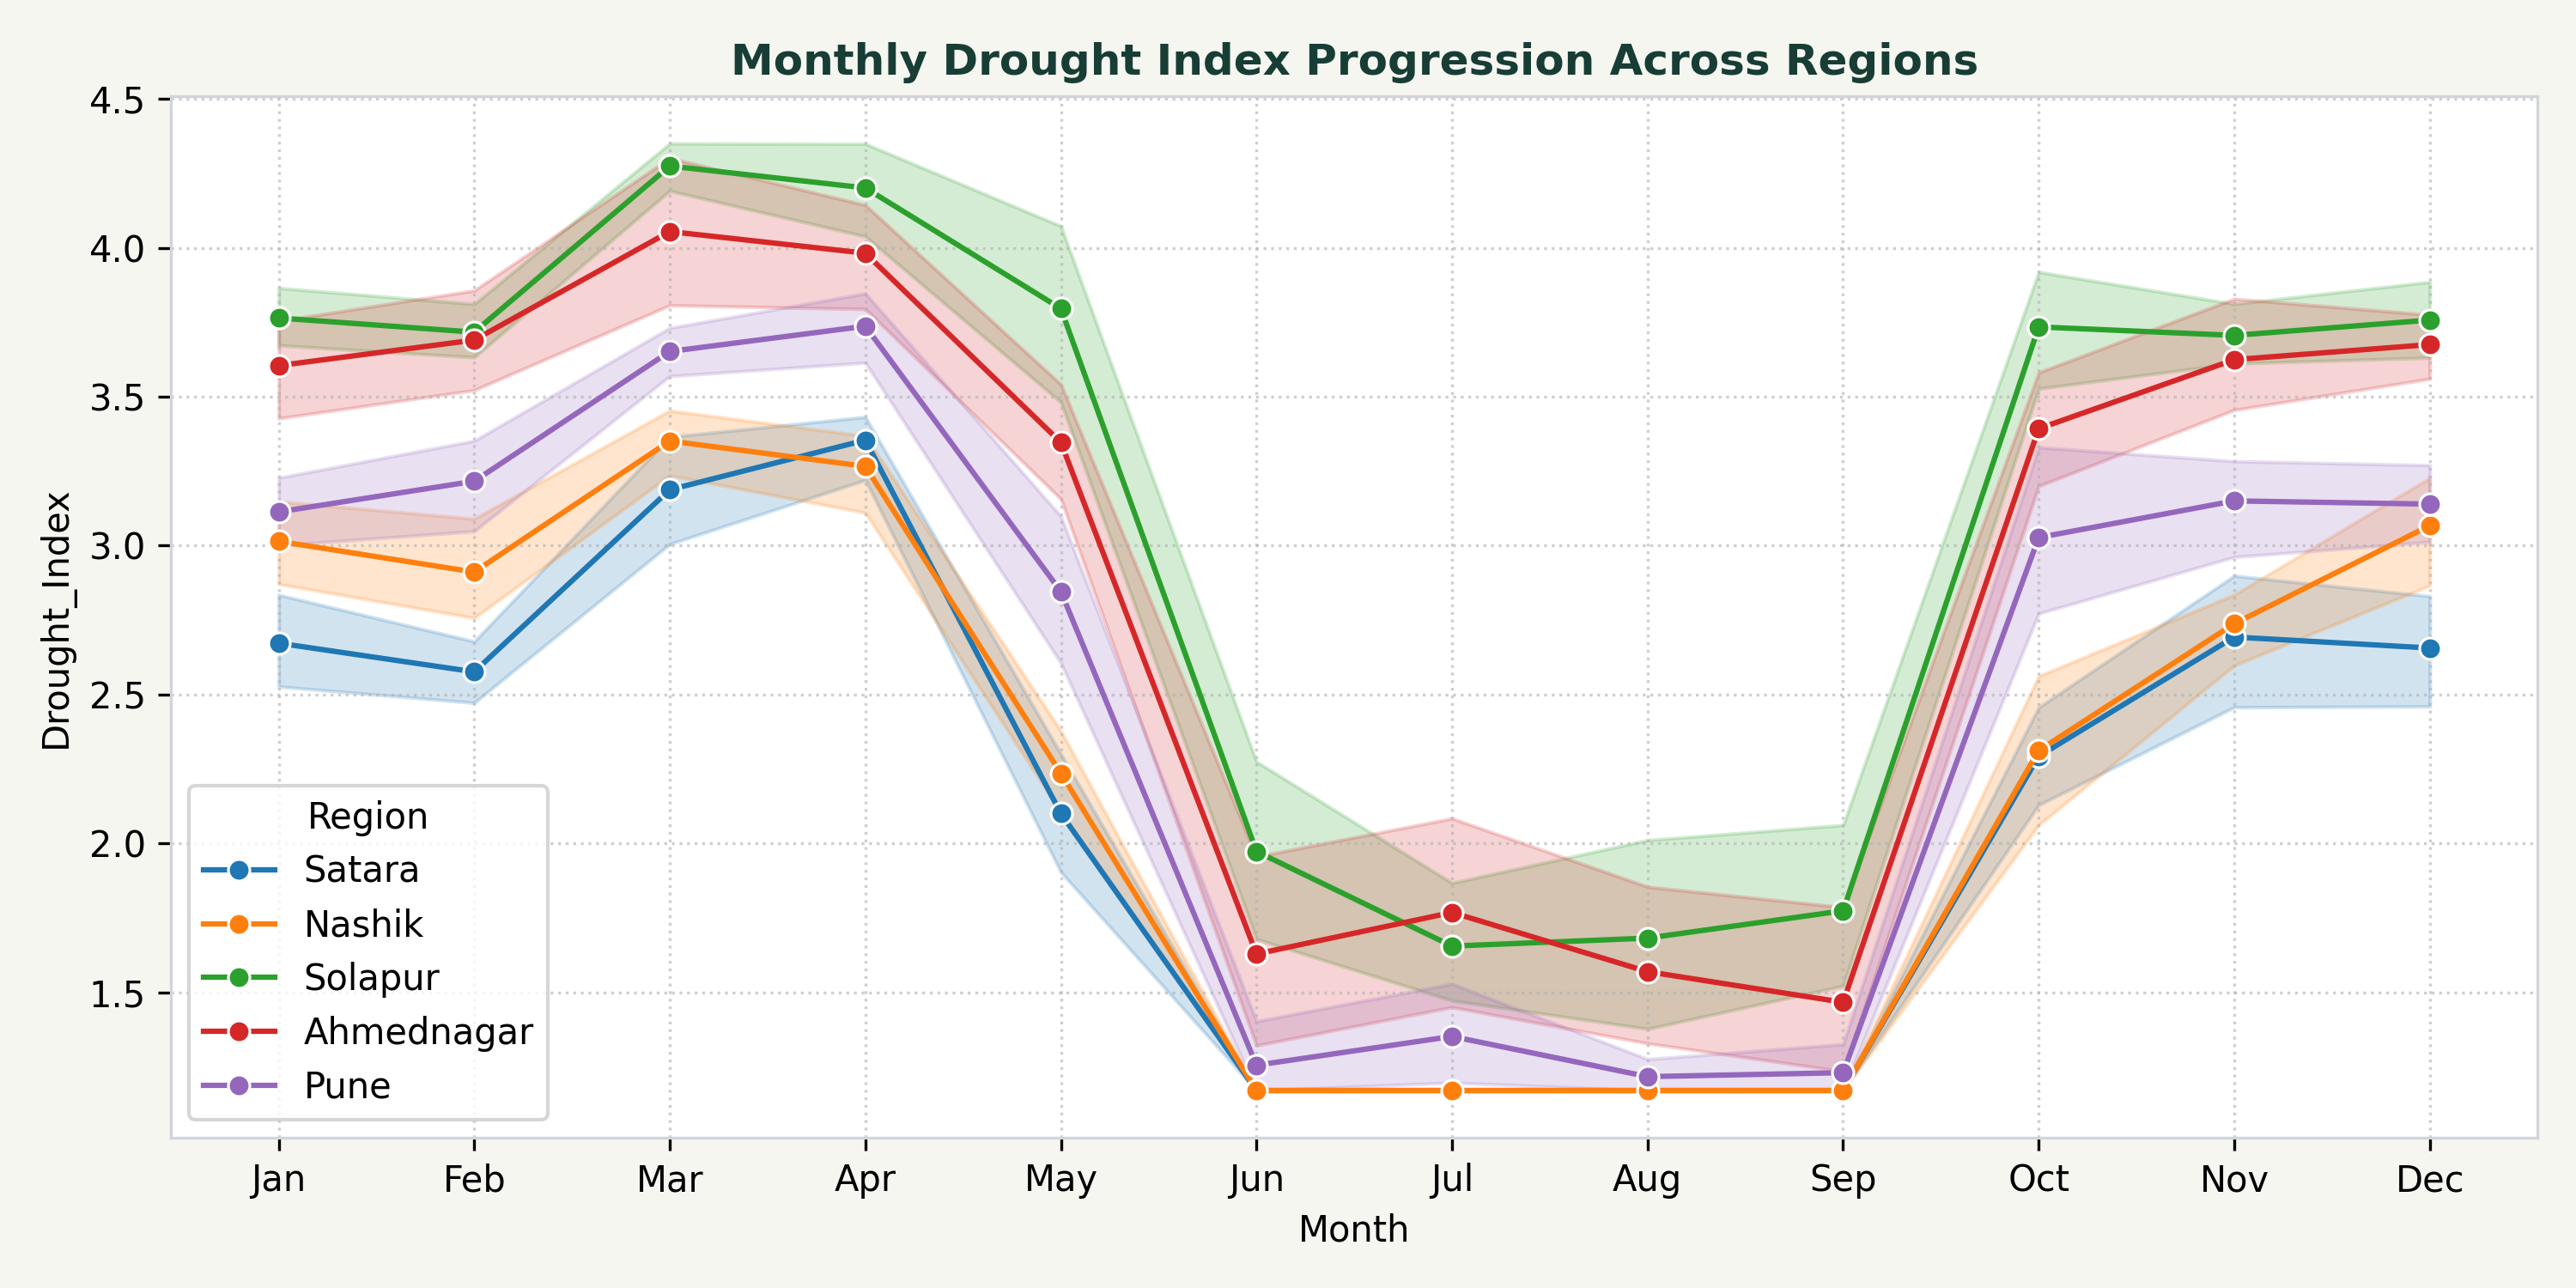 Monthly Drought Index Progression Across Regions
Drought_Index
4.5
4.0
3.5
3.0
2.5
2.0
1.5
Region
Satara
Nashik
Solapur
Ahmednagar
Pune
Jan Feb Mar Apr May Jun Jul Aug Sep Oct Nov Dec
Month